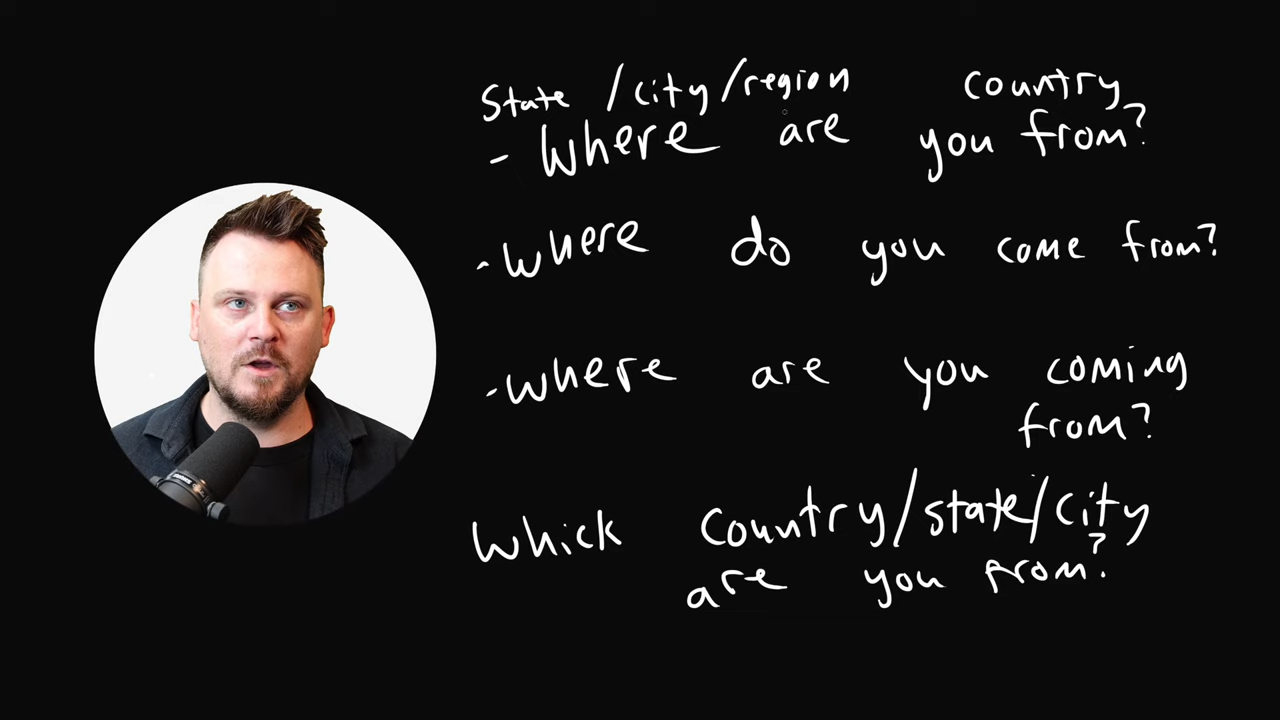 State /city/region country
- Where are you from?
- Where do you come from?
- Where are you coming
from?
Which country/state/city
are you from?
?